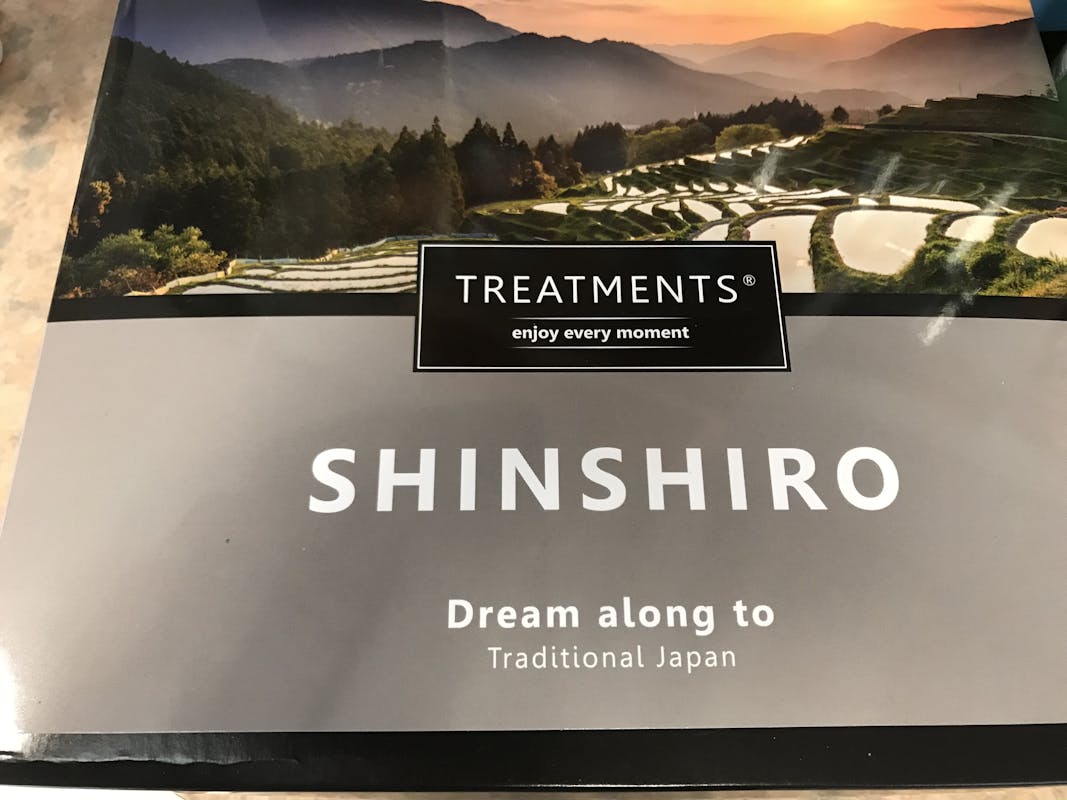 TREATMENTS®
enjoy every moment
SHINSHIRO
Dream along to
Traditional Japan